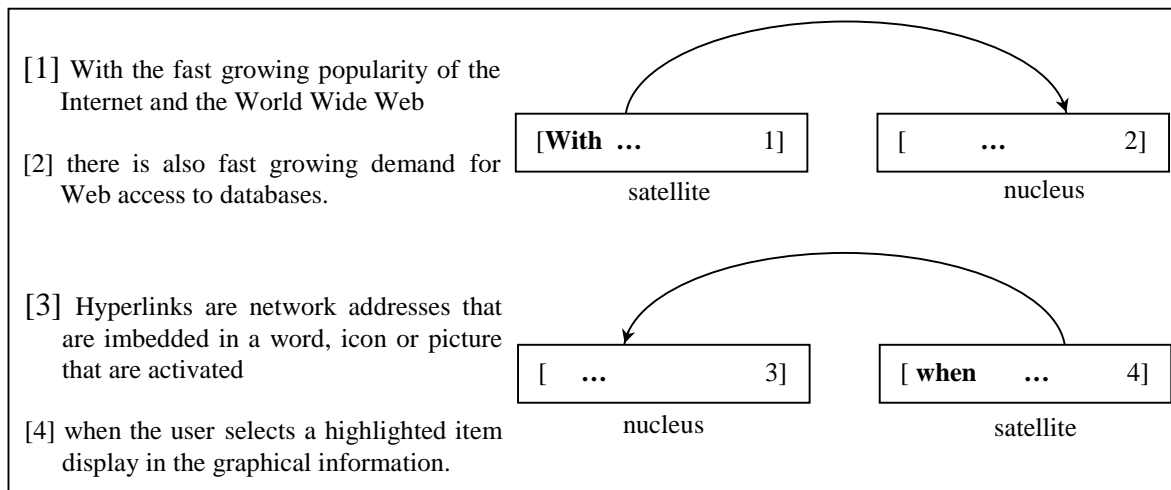 [1] With the fast growing popularity of the
Internet and the World Wide Web
[2] there is also fast growing demand for
Web access to databases.
[With ... 1]
satellite
[ ... 2]
nucleus
[3] Hyperlinks are network addresses that
are imbedded in a word, icon or picture
that are activated
[4] when the user selects a highlighted item
display in the graphical information.
[ ... 3]
nucleus
[ when ... 4]
satellite